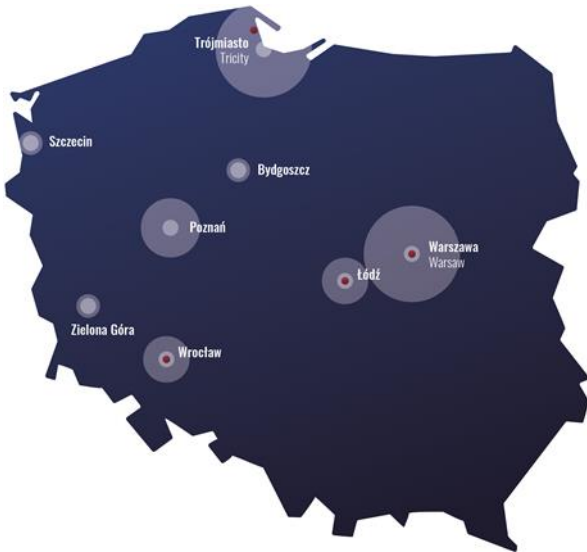 Trójmiasto
Tricity
Szczecin
Bydgoszcz
Poznań
Warszawa
Warsaw
Łódź
Zielona Góra
Wrocław